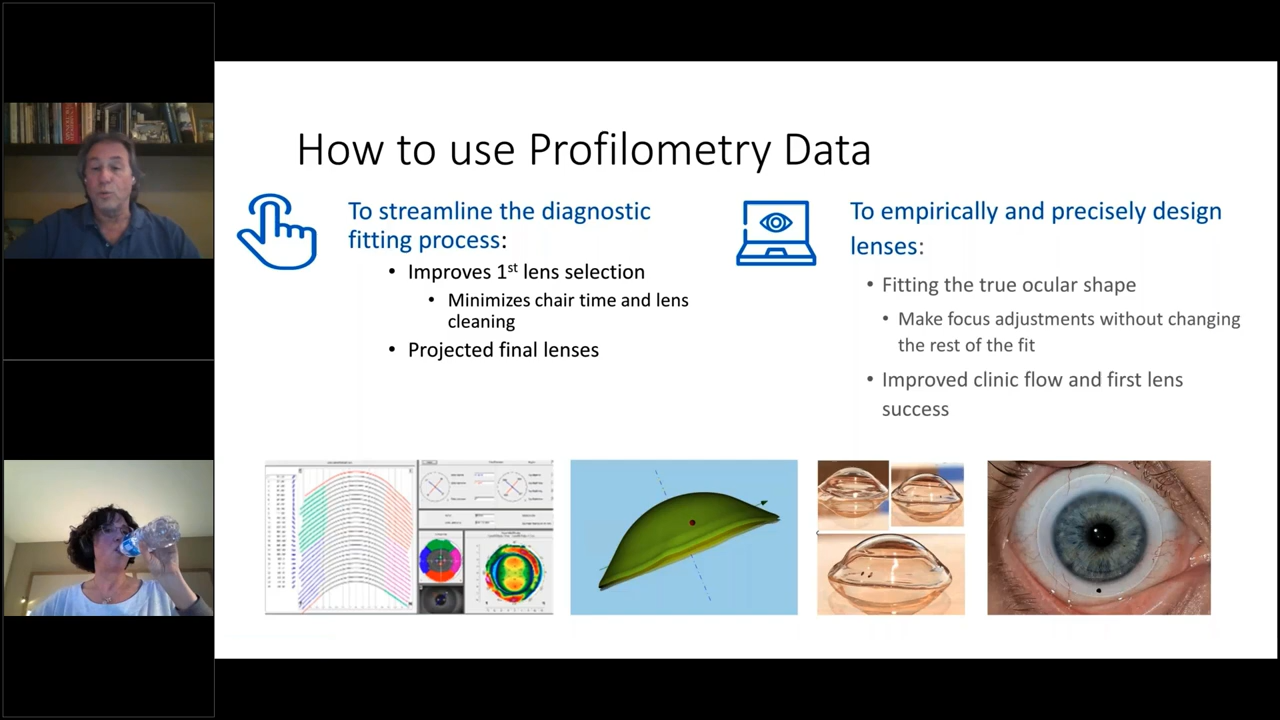 How to use Profilometry Data
To streamline the diagnostic
fitting process:
• Improves 1st lens selection
• Minimizes chair time and lens
cleaning
• Projected final lenses
To empirically and precisely design
lenses:
• Fitting the true ocular shape
• Make focus adjustments without changing
the rest of the fit
• Improved clinic flow and first lens
success